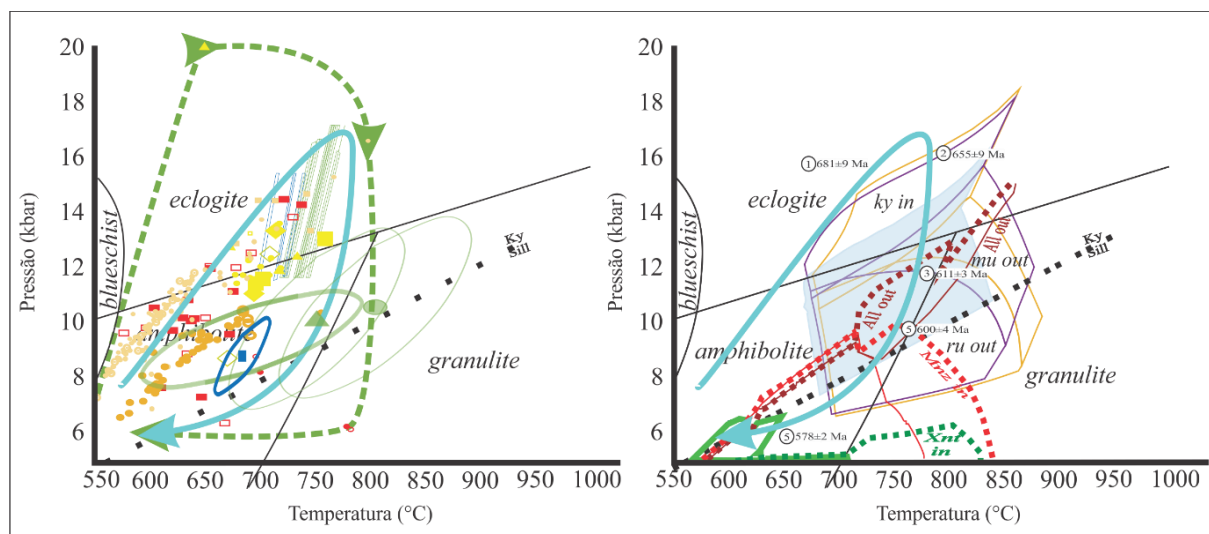 20
18
16
14
12
10
8
6
Pressão (kbar)
blueschist
eclogite
amphibolite
granulite
Ky
Sill
550 600 650 700 750 800 850 900 950 1000
Temperatura (°C)
20
18
16
14
12
10
8
6
Pressão (kbar)
blueschist
1 681±9 Ma
2 655±9 Ma
eclogite
ky in
All out
Ky
Sill
mu out
3 611±3 Ma
All out
5 600±4 Ma
amphibolite
ru out
Mnz in
granulite
5 578±2 Ma
Xnt
in
550 600 650 700 750 800 850 900 950 1000
Temperatura (°C)